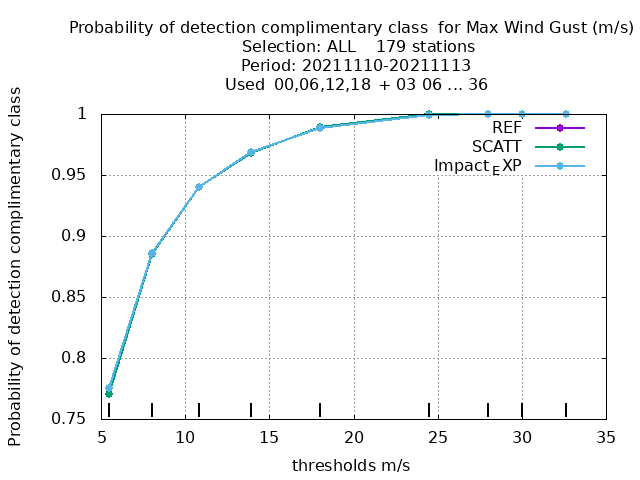 Probability of detection complimentary class  for Max Wind Gust (m/s)
Selection: ALL    179 stations
Period: 20211110-20211113
Used  00,06,12,18  + 03 06 ... 36
Probability of detection complimentary class
1
0.95
0.9
0.85
0.8
0.75
REF
SCATT
Impact_EXP
5 10 15 20 25 30 35
thresholds m/s